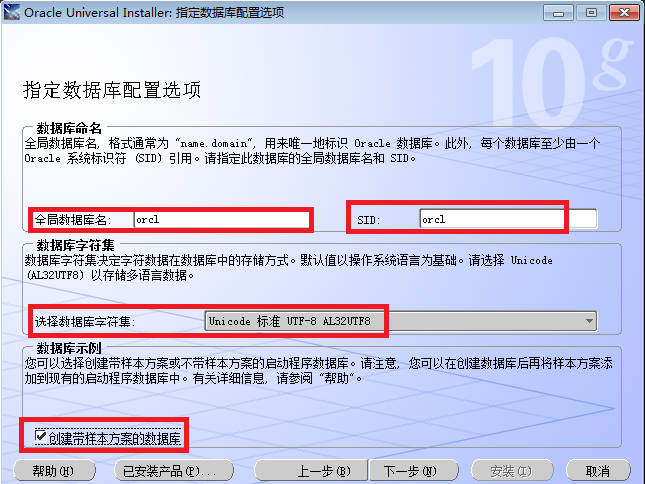 Oracle Universal Installer: 指定数据库配置选项
10g
指定数据库配置选项
数据库命名
全局数据库名, 格式通常为 "name.domain", 用来唯一地标识 Oracle 数据库。此外, 每个数据库至少由一个
Oracle 系统标识符 (SID) 引用。请指定此数据库的全局数据库名和 SID。
全局数据库名: orcl SID: orcl
数据库字符集
数据库字符集决定字符数据在数据库中的存储方式。默认值以操作系统语言为基础。请选择 Unicode
(AL32UTF8) 以存储多语言数据。
选择数据库字符集: Unicode 标准 UTF-8 AL32UTF8
数据库示例
您可以选择创建带样本方案或不带样本方案的启动程序数据库。请注意, 您可以在创建数据库后再将样本方案添
加到现有的启动程序数据库中。有关详细信息, 请参阅 "帮助"。
创建带样本方案的数据库
帮助(H) 已安装产品(P)... 上一步(B) 下一步(N) 安装(I) 取消